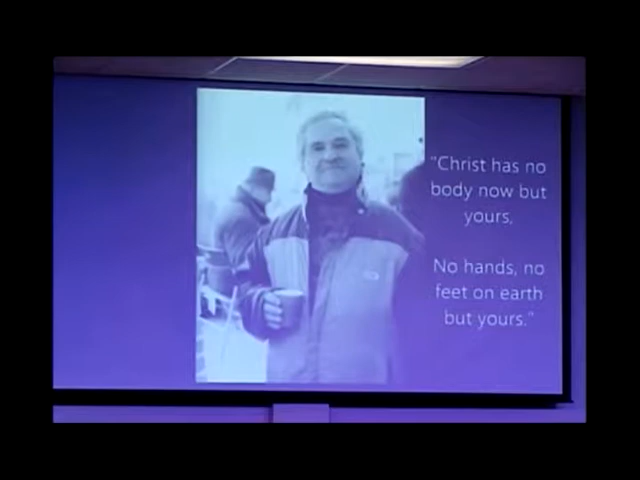 "Christ has no
body now but
yours,
No hands, no
feet on earth
but yours."